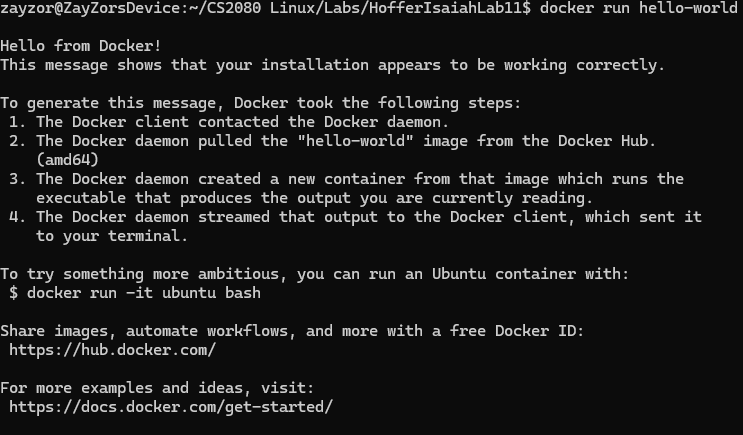 zayzor@ZayZorsDevice:~/CS2080 Linux/Labs/HofferIsaiahLab11$ docker run hello-world
Hello from Docker!
This message shows that your installation appears to be working correctly.
To generate this message, Docker took the following steps:
1. The Docker client contacted the Docker daemon.
2. The Docker daemon pulled the "hello-world" image from the Docker Hub.
(amd64)
3. The Docker daemon created a new container from that image which runs the
executable that produces the output you are currently reading.
4. The Docker daemon streamed that output to the Docker client, which sent it
to your terminal.
To try something more ambitious, you can run an Ubuntu container with:
$ docker run -it ubuntu bash
Share images, automate workflows, and more with a free Docker ID:
https://hub.docker.com/
For more examples and ideas, visit:
https://docs.docker.com/get-started/